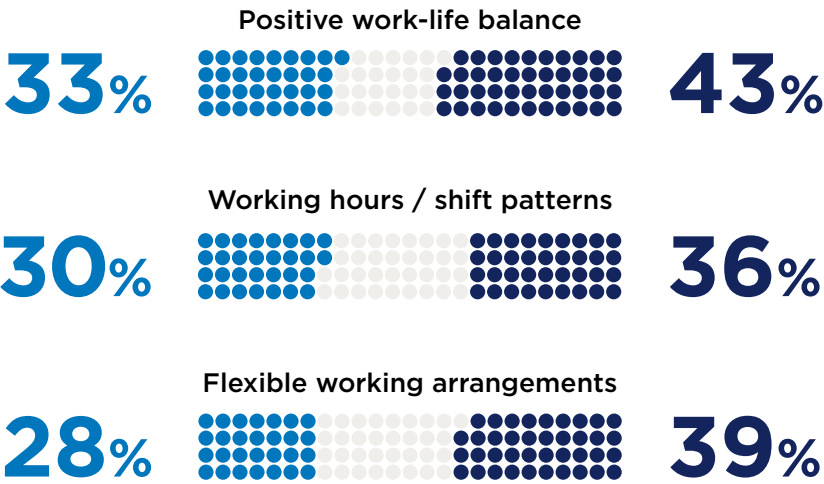 Positive work-life balance
33% 43%
Working hours / shift patterns
30% 36%
Flexible working arrangements
28% 39%